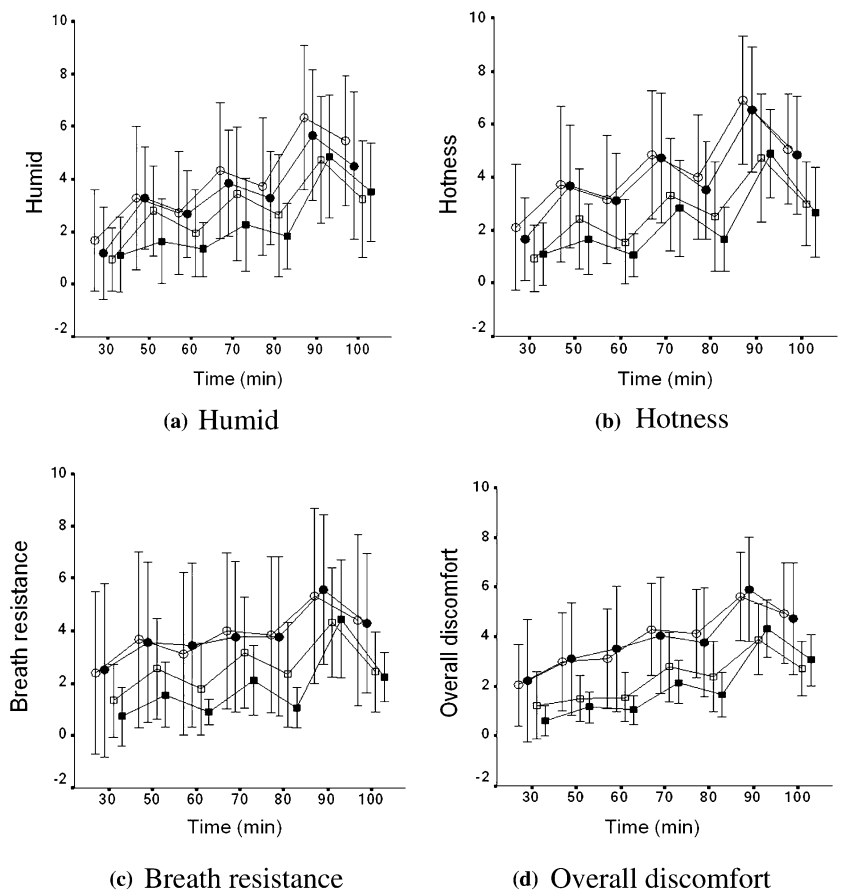 10
8
6
4
2
0
-2
Humid
30 50 60 70 80 90 100
Time (min)
(a) Humid
10
8
6
4
2
0
-2
Hotness
30 50 60 70 80 90 100
Time (min)
(b) Hotness
10
8
6
4
2
0
-2
Breath resistance
30 50 60 70 80 90 100
Time (min)
(c) Breath resistance
10
8
6
4
2
0
-2
Overall discomfort
30 50 60 70 80 90 100
Time (min)
(d) Overall discomfort